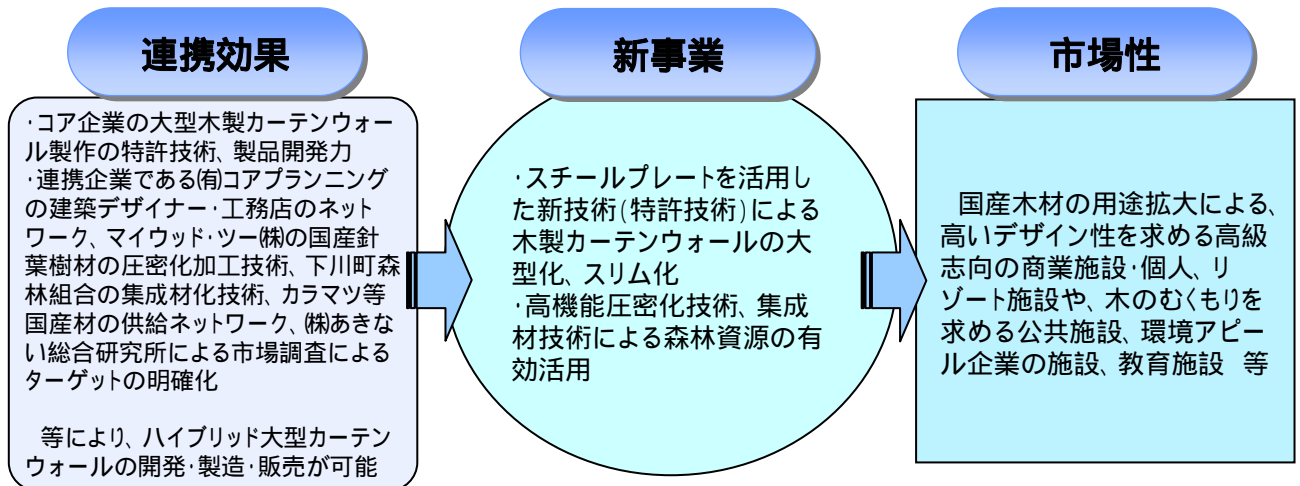 連携効果
・コア企業の大型木製カーテンウォー
ル製作の特許技術、製品開発力
・連携企業である㈲コアプランニング
の建築デザイナー・工務店のネット
ワーク、マイウッド・ツー㈱の国産針
葉樹材の圧密化加工技術、下川町森
林組合の集成材化技術、カラマツ等
国産材の供給ネットワーク、㈱あきな
い総合研究所による市場調査による
ターゲットの明確化
等により、ハイブリッド大型カーテン
ウォールの開発・製造・販売が可能
新事業
・スチールプレートを活用し
た新技術(特許技術)による
木製カーテンウォールの大
型化、スリム化
・高機能圧密化技術、集成
材技術による森林資源の有
効活用
市場性
国産木材の用途拡大による、
高いデザイン性を求める高級
志向の商業施設・個人、リ
ゾート施設や、木のむくもりを
求める公共施設、環境アピー
ル企業の施設、教育施設 等